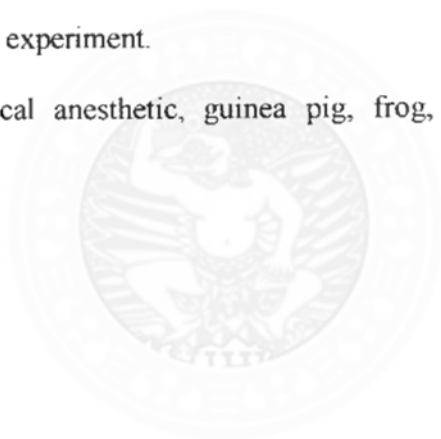 experiment.
cal anesthetic, guinea pig, frog,